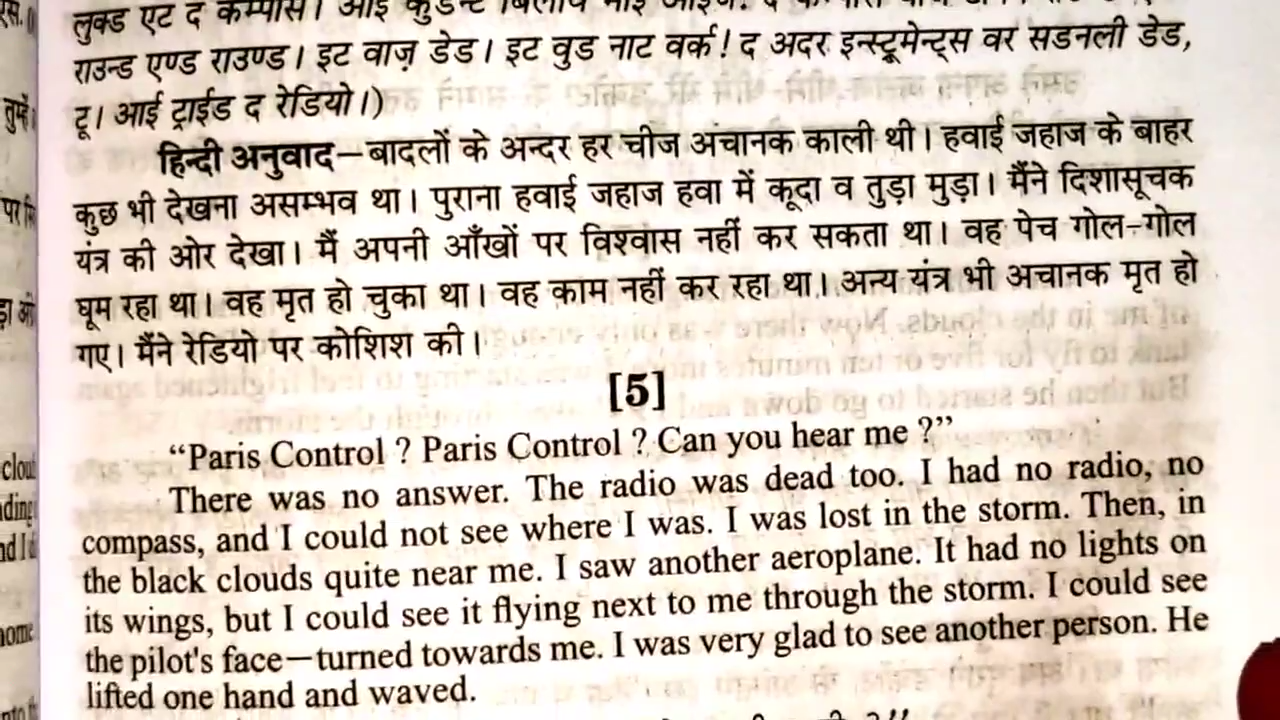 लुक्ड एट द कम्पास। आई कुडन्ट बिलीव माई आईज।
राउन्ड एण्ड राउण्ड। इट वाज़ डेड। इट वुड नाट वर्क! द अदर इन्स्ट्रूमेन्ट्स वर सडनली डेड,
टू। आई ट्राईड द रेडियो।)
हिन्दी अनुवाद—बादलों के अन्दर हर चीज अंचानक काली थी। हवाई जहाज के बाहर
कुछ भी देखना असम्भव था। पुराना हवाई जहाज हवा में कूदा व तुड़ा मुड़ा। मैंने दिशासूचक
यंत्र की ओर देखा। मैं अपनी आँखों पर विश्वास नहीं कर सकता था। वह पेच गोल-गोल
घूम रहा था। वह मृत हो चुका था। वह काम नहीं कर रहा था। अन्य यंत्र भी अचानक मृत हो
गए। मैंने रेडियो पर कोशिश की।
[5]
“Paris Control ? Paris Control ? Can you hear me ?”
There was no answer. The radio was dead too. I had no radio, no
compass, and I could not see where I was. I was lost in the storm. Then, in
the black clouds quite near me. I saw another aeroplane. It had no lights on
its wings, but I could see it flying next to me through the storm. I could see
the pilot's face—turned towards me. I was very glad to see another person. He
lifted one hand and waved.